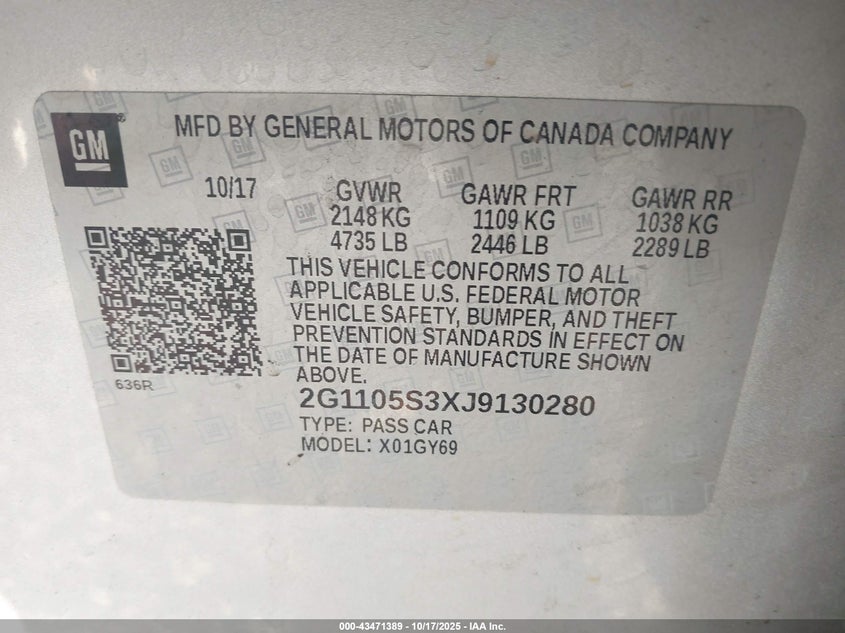 GM
MFD BY GENERAL MOTORS OF CANADA COMPANY
10/17
GVWR
2148 KG
4735 LB
GAWR FRT
1109 KG
2446 LB
GAWR RR
1038 KG
2289 LB
THIS VEHICLE CONFORMS TO ALL
APPLICABLE U.S. FEDERAL MOTOR
VEHICLE SAFETY, BUMPER, AND THEFT
PREVENTION STANDARDS IN EFFECT ON
THE DATE OF MANUFACTURE SHOWN
ABOVE.
636R
2G1105S3XJ9130280
TYPE: PASS CAR
MODEL: X01GY69
000-43471389 - 10/17/2025 - IAA Inc.